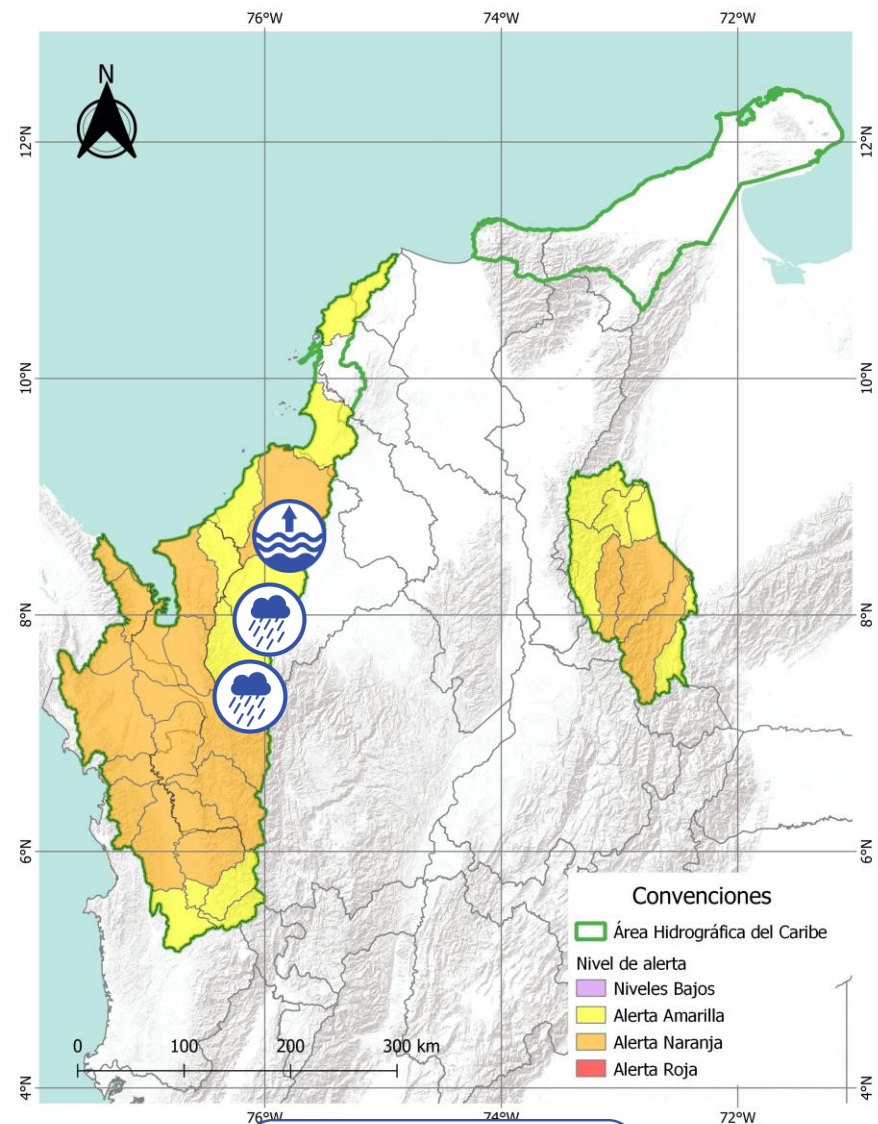 76°W 74°W 72°W
N
12°N 12°N
10°N 10°N
8°N 8°N
6°N 6°N
Convenciones
Área Hidrográfica del Caribe
Nivel de alerta
Niveles Bajos
Alerta Amarilla
Alerta Naranja
Alerta Roja
0 100 200 300 km
4°N 4°N
76°W 74°W 72°W